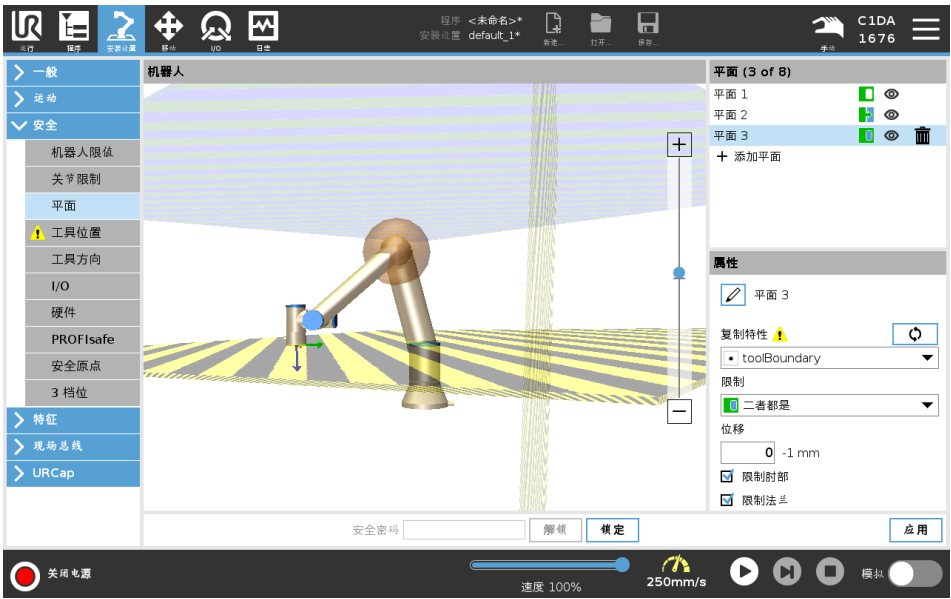 程序 <未命名>*
安装设置 default_1*
新建...
打开...
保存...
C1DA
1676
运行
程序
安装设置
移动
I/O
日志
手动
一般
运动
安全
机器人限值
关节限制
平面
工具位置
工具方向
I/O
硬件
PROFIsafe
安全原点
3 档位
特征
现场总线
URCap
机器人
平面 (3 of 8)
平面 1
平面 2
平面 3
添加平面
属性
平面 3
复制特性
toolBoundary
限制
二者都是
位移
0 -1 mm
限制肘部
限制法兰
安全密码
解锁
锁定
应用
关闭电源
速度 100%
250mm/s
模拟